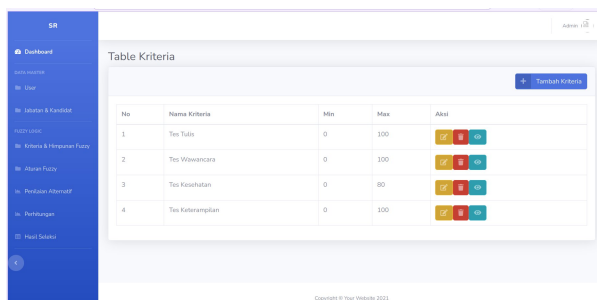 SR
Admin
Dashboard
DATA MASTER
User
Jabatan & Kandidat
FUZZY LOGIC
Kriteria & Himpunan Fuzzy
Aturan Fuzzy
Penilaian Alternatif
Perhitungan
Hasil Seleksi
Table Kriteria
+ Tambah Kriteria
No Nama Kriteria Min Max Aksi
1 Tes Tulis 0 100
2 Tes Wawancara 0 100
3 Tes Kesehatan 0 80
4 Tes Keterampilan 0 100
Copyright © Your Website 2021